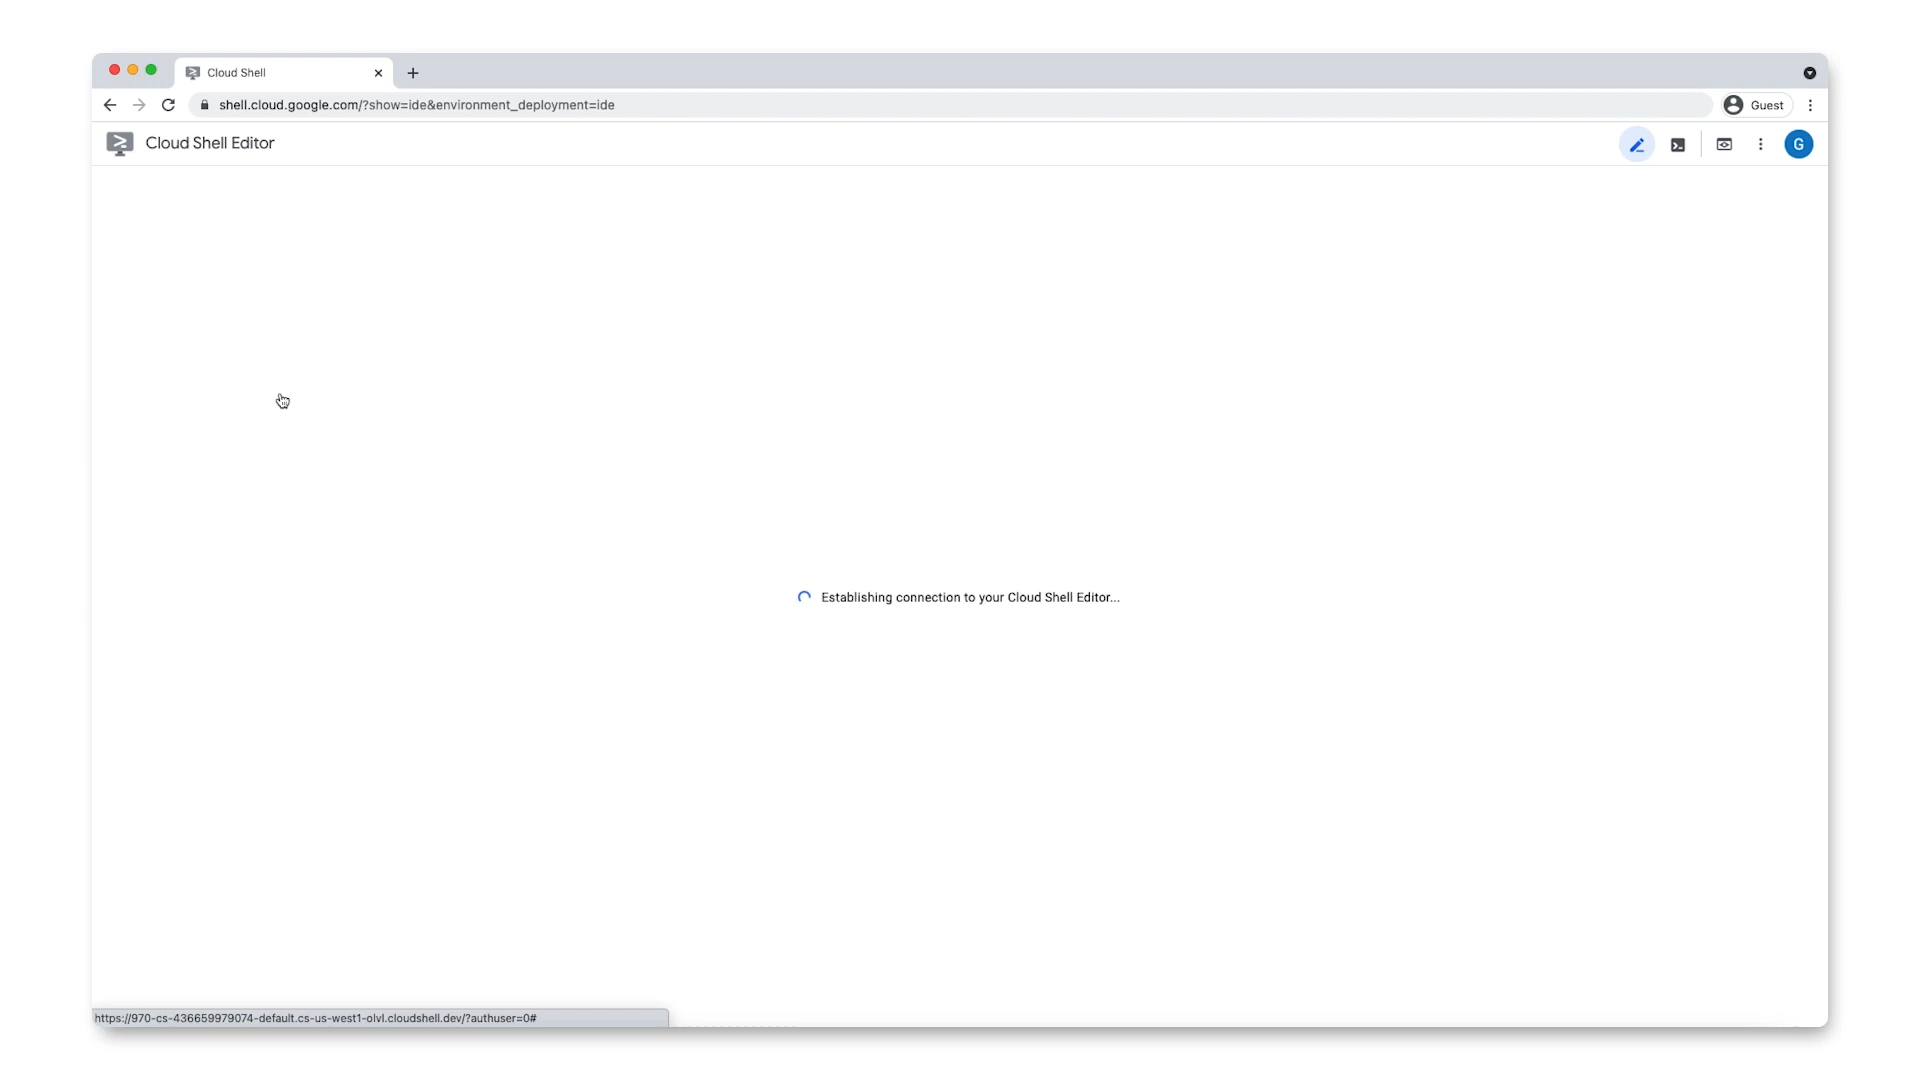 Cloud Shell
shell.cloud.google.com/?show=ide&environment_deployment=ide
Guest
Cloud Shell Editor
G
Establishing connection to your Cloud Shell Editor...
https://970-cs-436659979074-default.cs-us-west1-olvl.cloudshell.dev/?authuser=0#